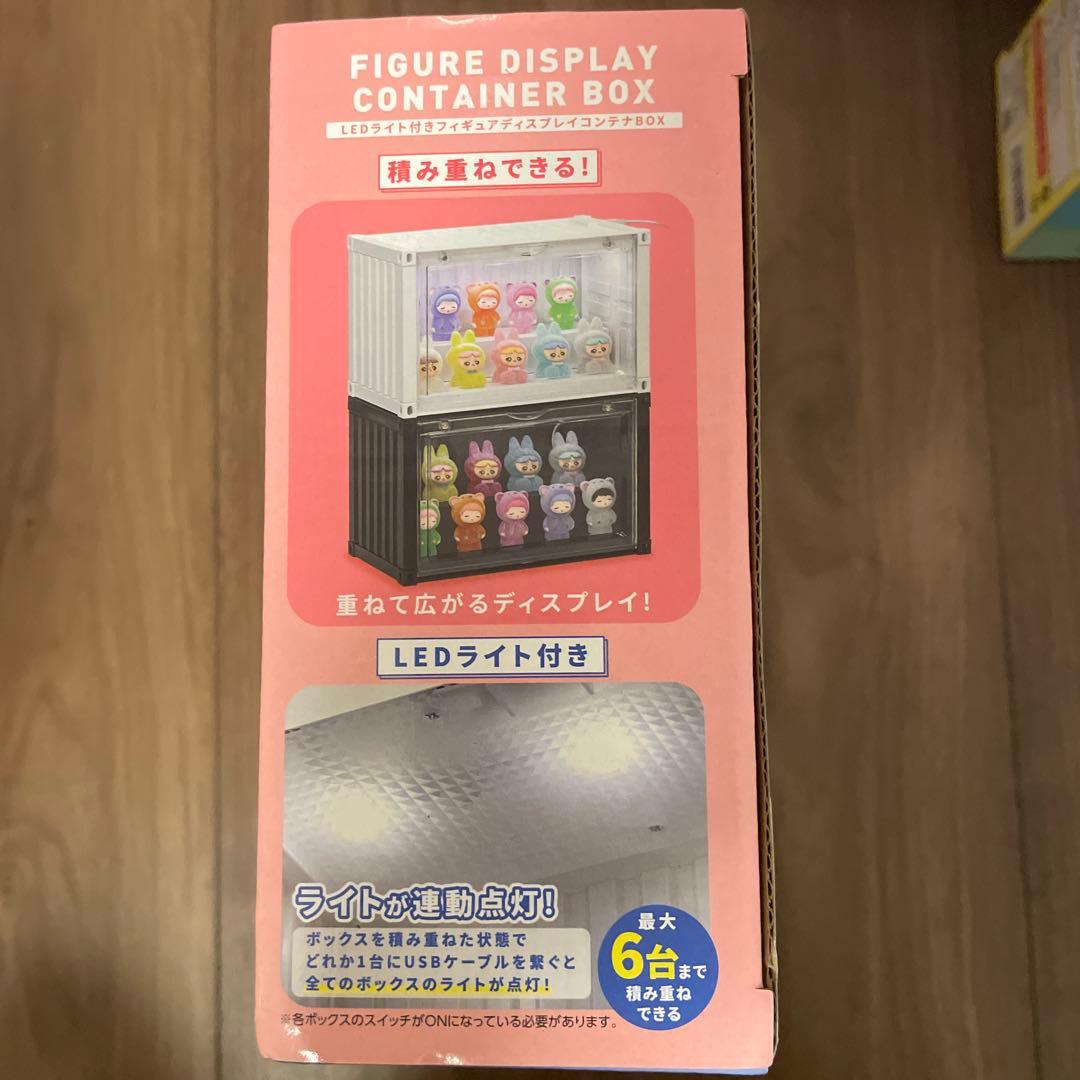 FIGURE DISPLAY
CONTAINER BOX
LEDライト付きフィギュアディスプレイコンテナBOX
積み重ねできる!
重ねて広がるディスプレイ!
LEDライト付き
ライトが連動点灯!
ボックスを積み重ねた状態で
どれか1台にUSBケーブルを繋ぐと
全てのボックスのライトが点灯!
最大
6台まで
積み重ね
できる
※各ボックスのスイッチがONになっている必要があります。